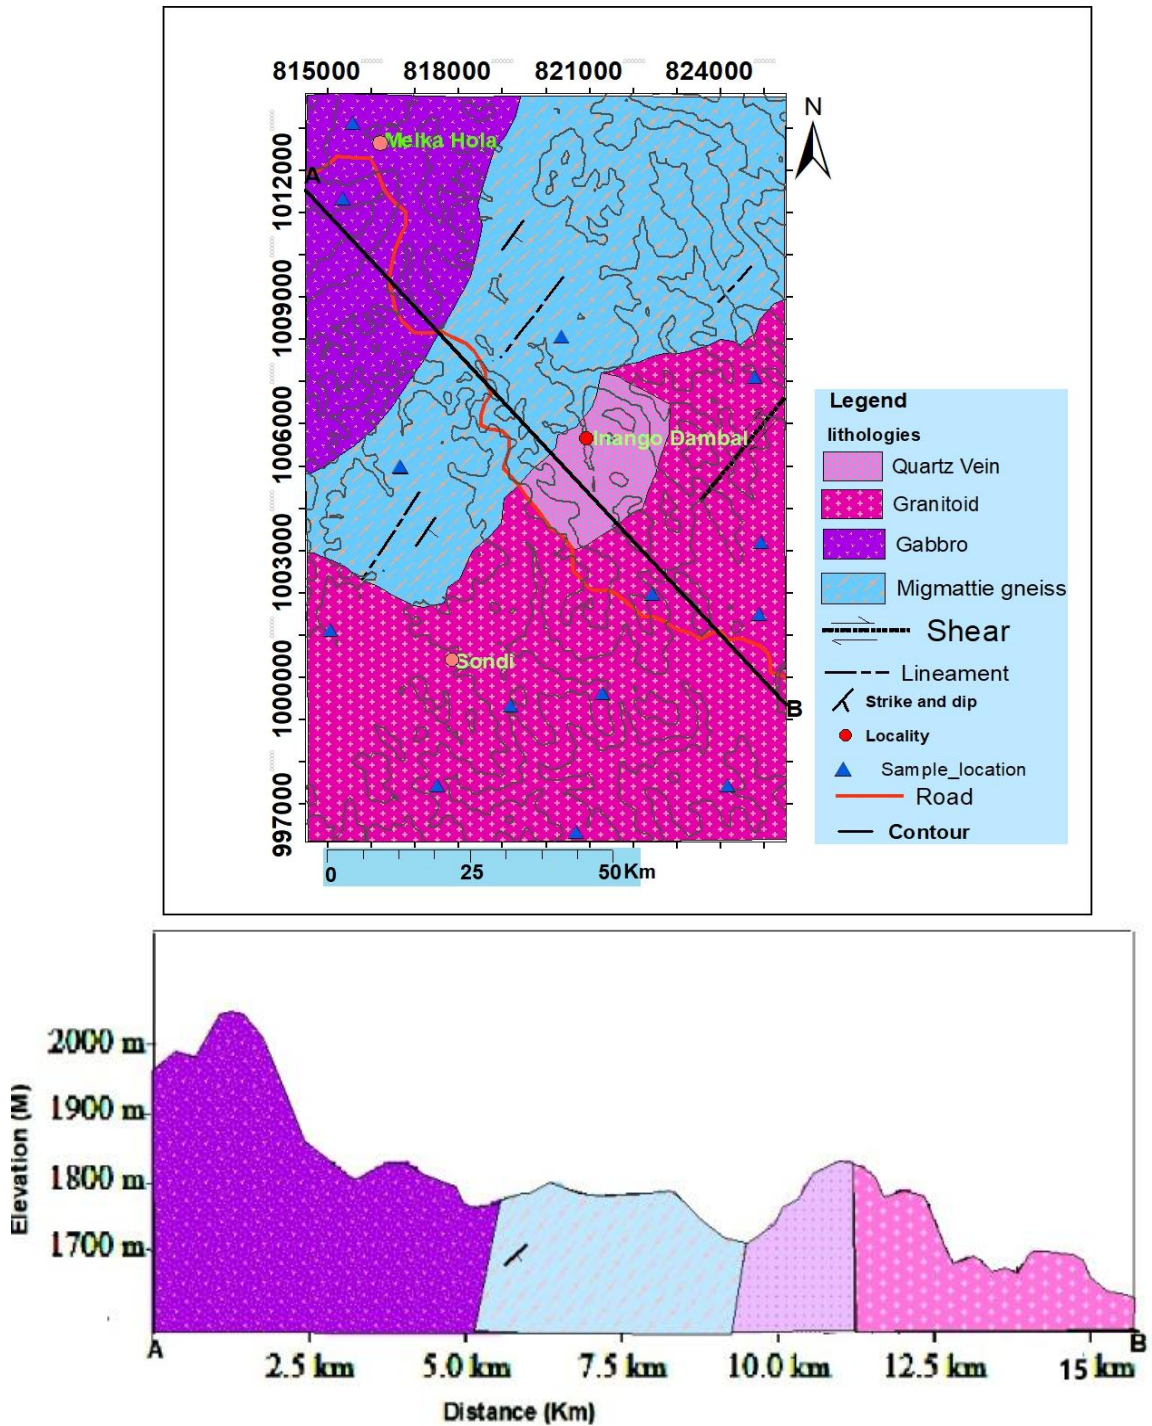 815000 818000 821000 824000
N
1012000
1009000
1006000
1003000
1000000
997000
Melka Hola
A
Inango Dambal
Sondi
B
0 25 50 Km
Legend
lithologies
Quartz Vein
Granitoid
Gabbro
Migmattie gneiss
Shear
Lineament
Strike and dip
Locality
Sample_location
Road
Contour
Elevation (M)
2000 m
1900 m
1800 m
1700 m
A 2.5 km 5.0 km 7.5 km 10.0 km 12.5 km 15 km B
Distance (Km)